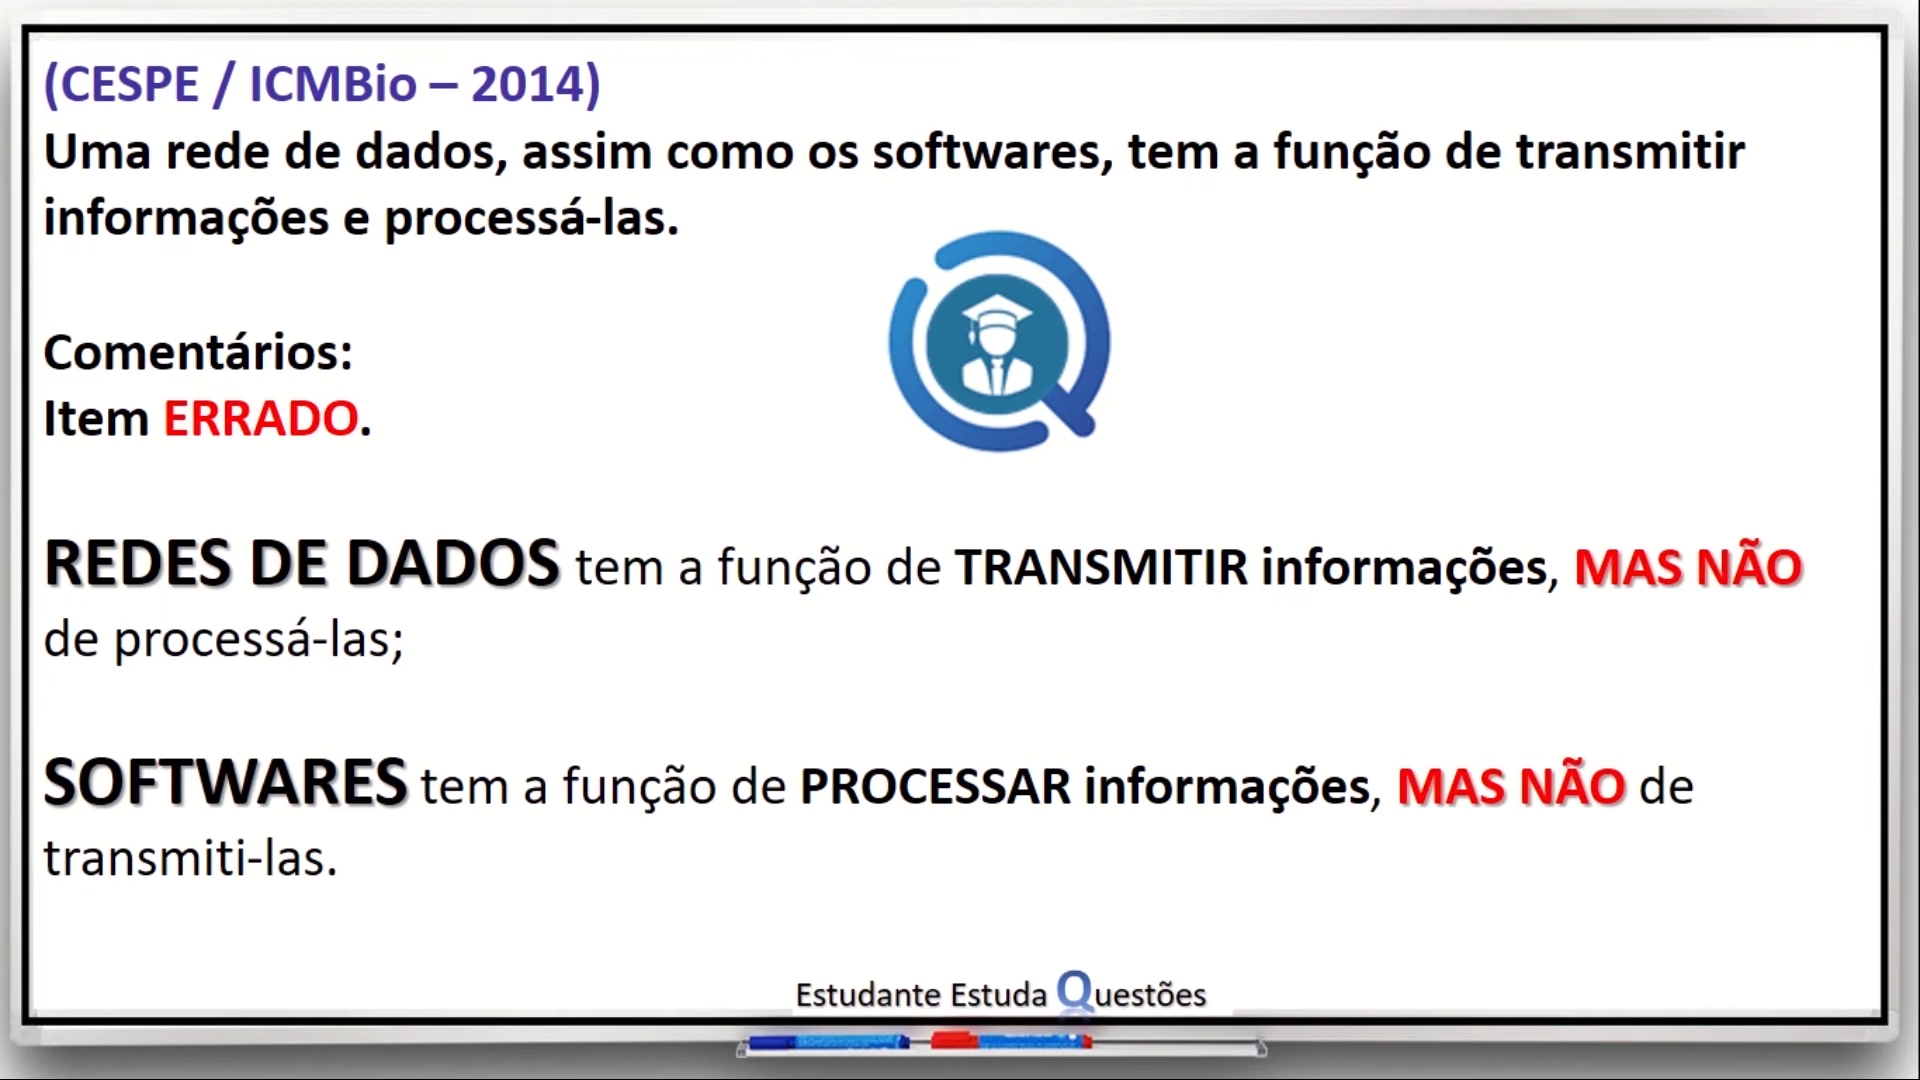 (CESPE / ICMBio – 2014)
Uma rede de dados, assim como os softwares, tem a função de transmitir
informações e processá-las.
Comentários:
Item ERRADO.
REDES DE DADOS tem a função de TRANSMITIR informações, MAS NÃO
de processá-las;
SOFTWARES tem a função de PROCESSAR informações, MAS NÃO de
transmiti-las.
Estudante Estuda Questões